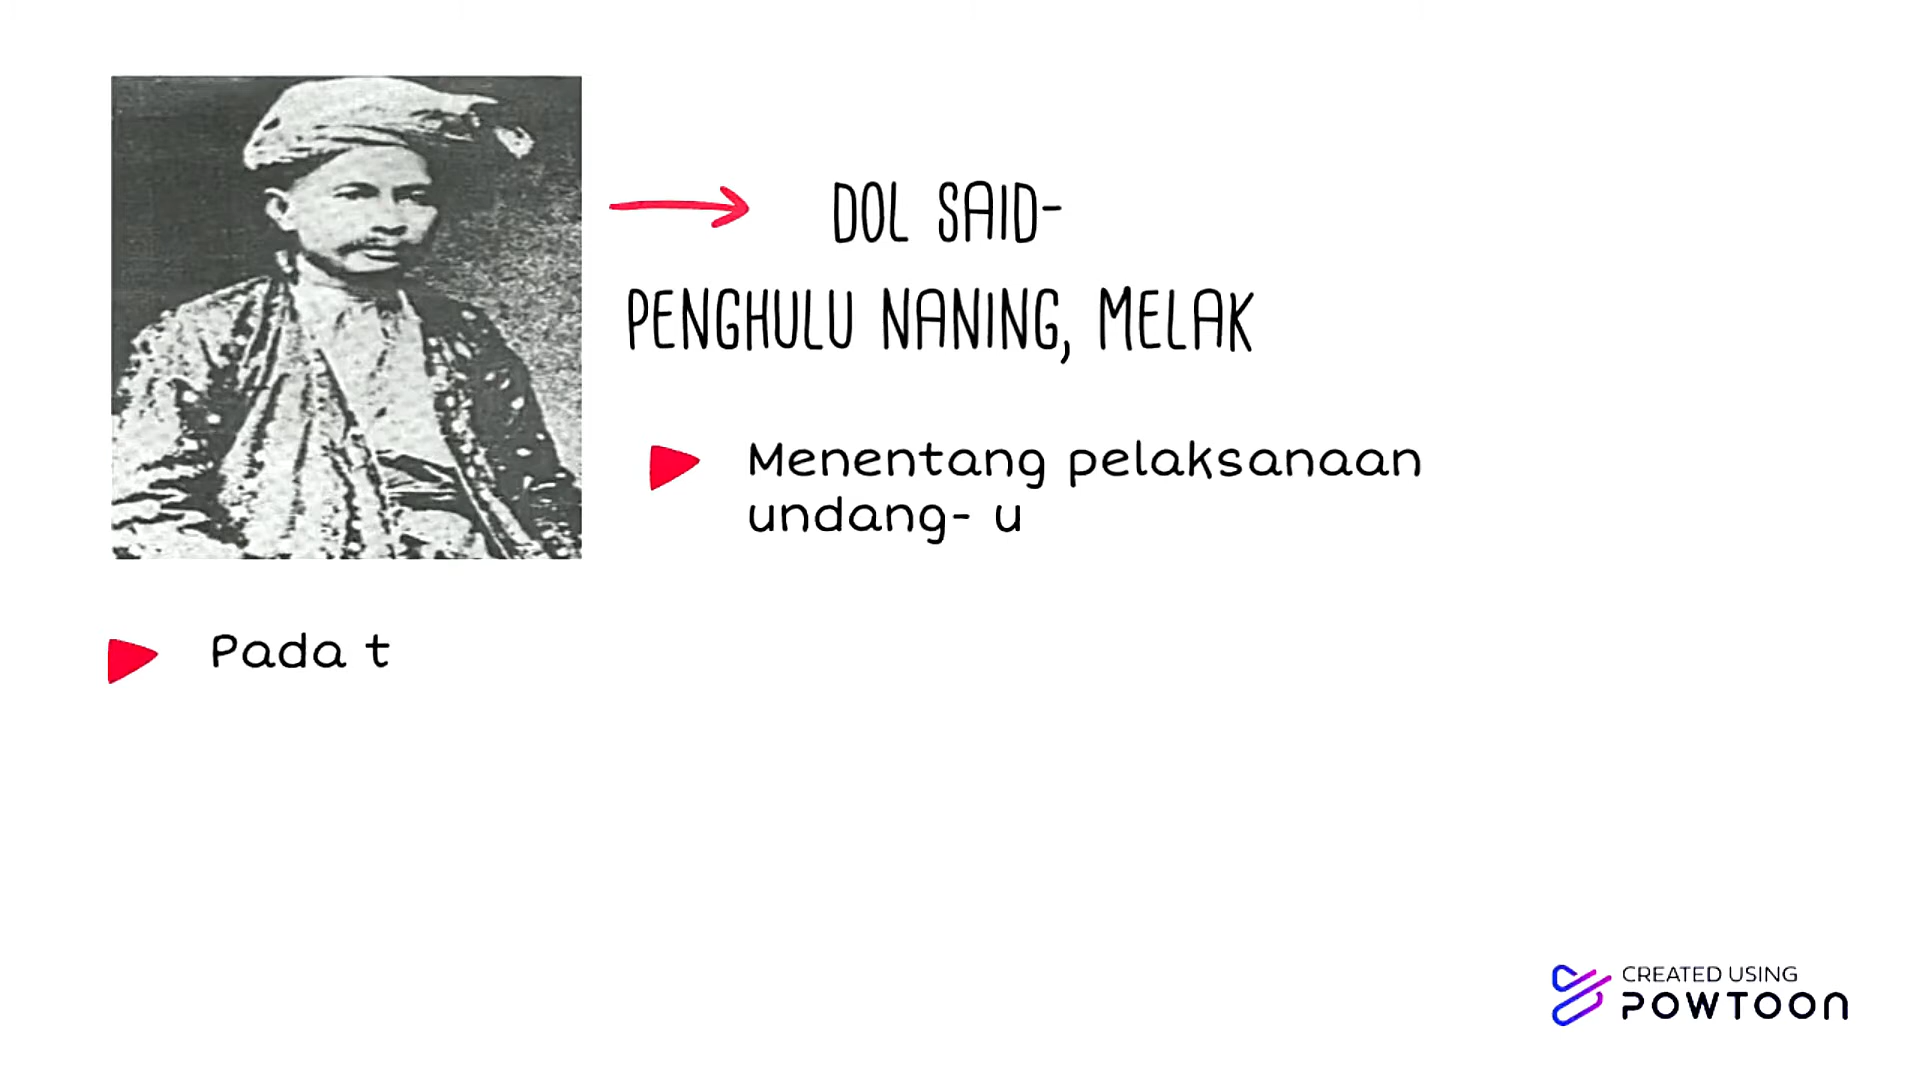 DOL SAID-
PENGHULU NANING, MELAK
Menentang pelaksanaan
undang- u
Pada t
CREATED USING
POWTOON